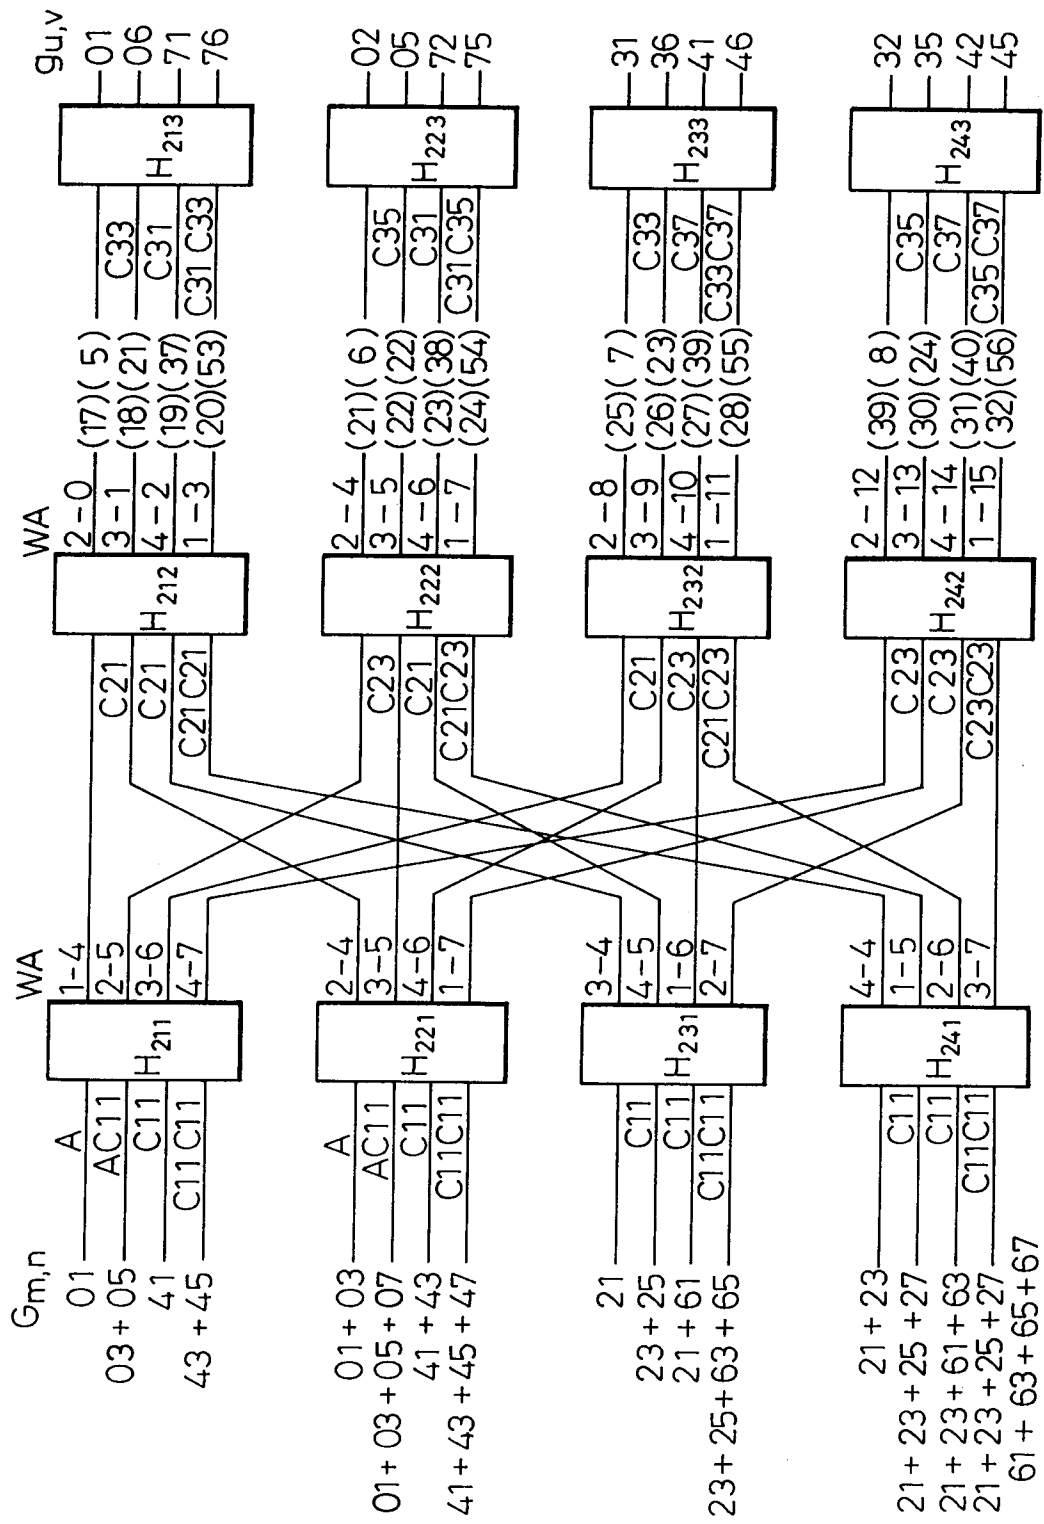 Gm,n
WA
WA
gu,v
01
A
H211
1-4
H212
2-0
(17)( 5)
H213
01
03+05
AC11
2-5
C21
3-1
(18)(21)
C33
06
41
C11
3-6
C21
4-2
(19)(37)
C31
71
43+45
C11C11
4-7
C21C21
1-3
(20)(53)
C31C33
76
01+03
A
H221
2-4
H222
2-4
(21)( 6)
H223
02
01+03+05+07
AC11
3-5
C23
3-5
(22)(22)
C35
05
41+43
C11
4-6
C21
4-6
(23)(38)
C31
72
41+43+45+47
C11C11
1-7
C21C23
1-7
(24)(54)
C31C35
75
21
H231
3-4
H232
2-8
(25)( 7)
H233
31
23+25
C11
4-5
C21
3-9
(26)(23)
C33
36
21+61
C11
1-6
C23
4-10
(27)(39)
C37
41
23+25+63+65
C11C11
2-7
C21C23
1-11
(28)(55)
C33C37
46
21+23
H241
4-4
H242
2-12
(39)( 8)
H243
32
21+23+25+27
C11
1-5
C23
3-13
(30)(24)
C35
35
21+23+61+63
C11
2-6
C23
4-14
(31)(40)
C37
42
21+23+25+27
61+63+65+67
C11C11
3-7
C23C23
1-15
(32)(56)
C35C37
45